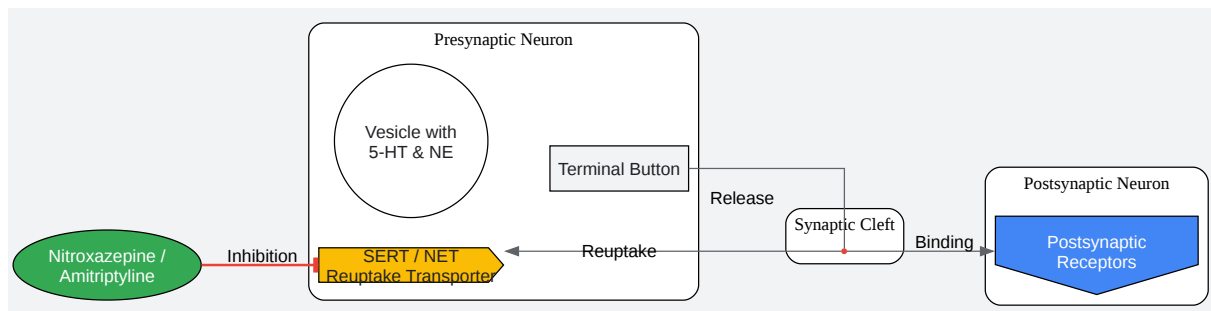 Presynaptic Neuron
Vesicle with
5-HT & NE
Terminal Button
Release
Postsynaptic Neuron
Synaptic Cleft
Nitroxazepine /
Amitriptyline
Inhibition
SERT / NET
Reuptake Transporter
Reuptake
Binding
Postsynaptic
Receptors